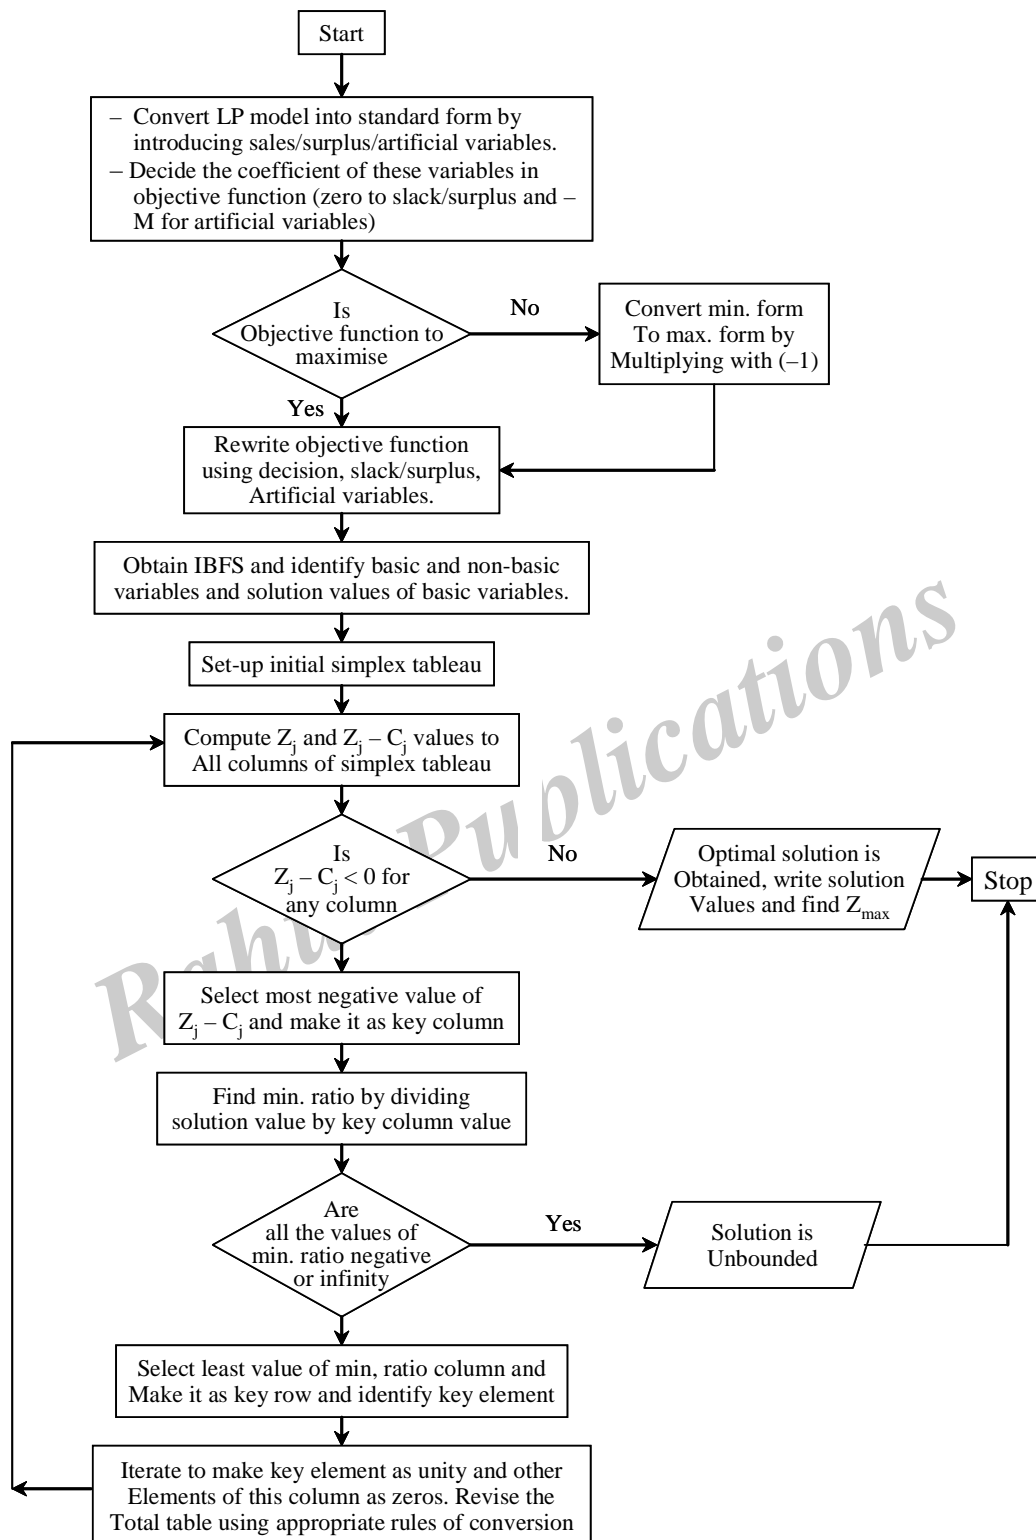 Start
– Convert LP model into standard form by
introducing sales/surplus/artificial variables.
– Decide the coefficient of these variables in
objective function (zero to slack/surplus and –
M for artificial variables)
Is
Objective function to
maximise
No
Convert min. form
To max. form by
Multiplying with (–1)
Yes
Rewrite objective function
using decision, slack/surplus,
Artificial variables.
Obtain IBFS and identify basic and non-basic
variables and solution values of basic variables.
Set-up initial simplex tableau
Compute Zj and Zj – Cj values to
All columns of simplex tableau
Is
Zj – Cj < 0 for
any column
No
Optimal solution is
Obtained, write solution
Values and find Zmax
Stop
Select most negative value of
Zj – Cj and make it as key column
Find min. ratio by dividing
solution value by key column value
Are
all the values of
min. ratio negative
or infinity
Yes
Solution is
Unbounded
Select least value of min, ratio column and
Make it as key row and identify key element
Iterate to make key element as unity and other
Elements of this column as zeros. Revise the
Total table using appropriate rules of conversion
Rahul Publications